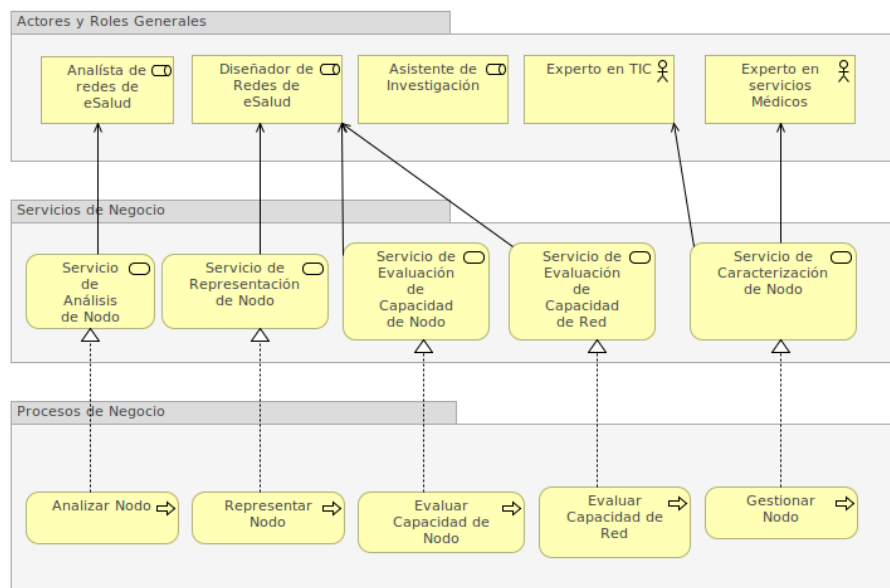 Actores y Roles Generales
Analísta de
redes de
eSalud
Diseñador de
Redes de
eSalud
Asistente de
Investigación
Experto en TIC
Experto en
servicios
Médicos
Servicios de Negocio
Servicio
de
Análisis
de Nodo
Servicio de
Representación
de Nodo
Servicio de
Evaluación
de
Capacidad
de Nodo
Servicio de
Evaluación
de
Capacidad
de Red
Servicio de
Caracterización
de Nodo
Procesos de Negocio
Analizar Nodo
Representar
Nodo
Evaluar
Capacidad de
Nodo
Evaluar
Capacidad de
Red
Gestionar
Nodo